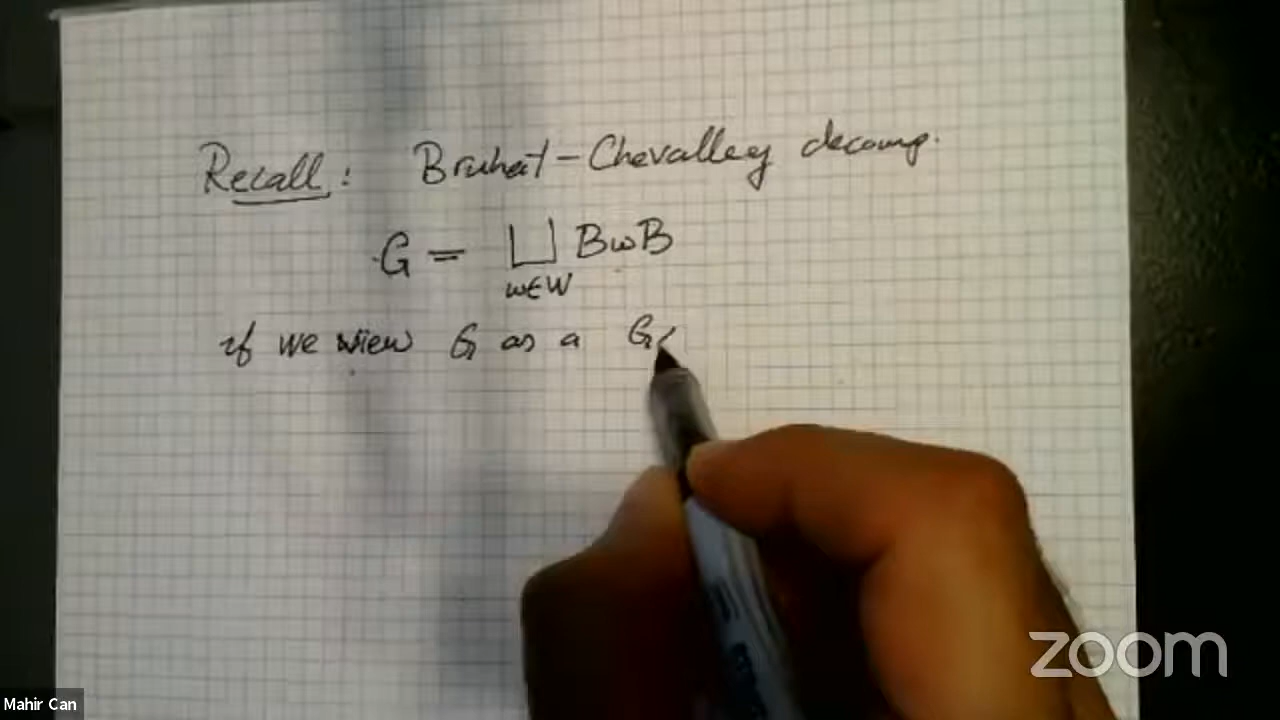 Recall: Bruhat-Chevalley decomp.
G = ⊔ BwB
w∈W
if we view G as a G
zoom
Mahir Can